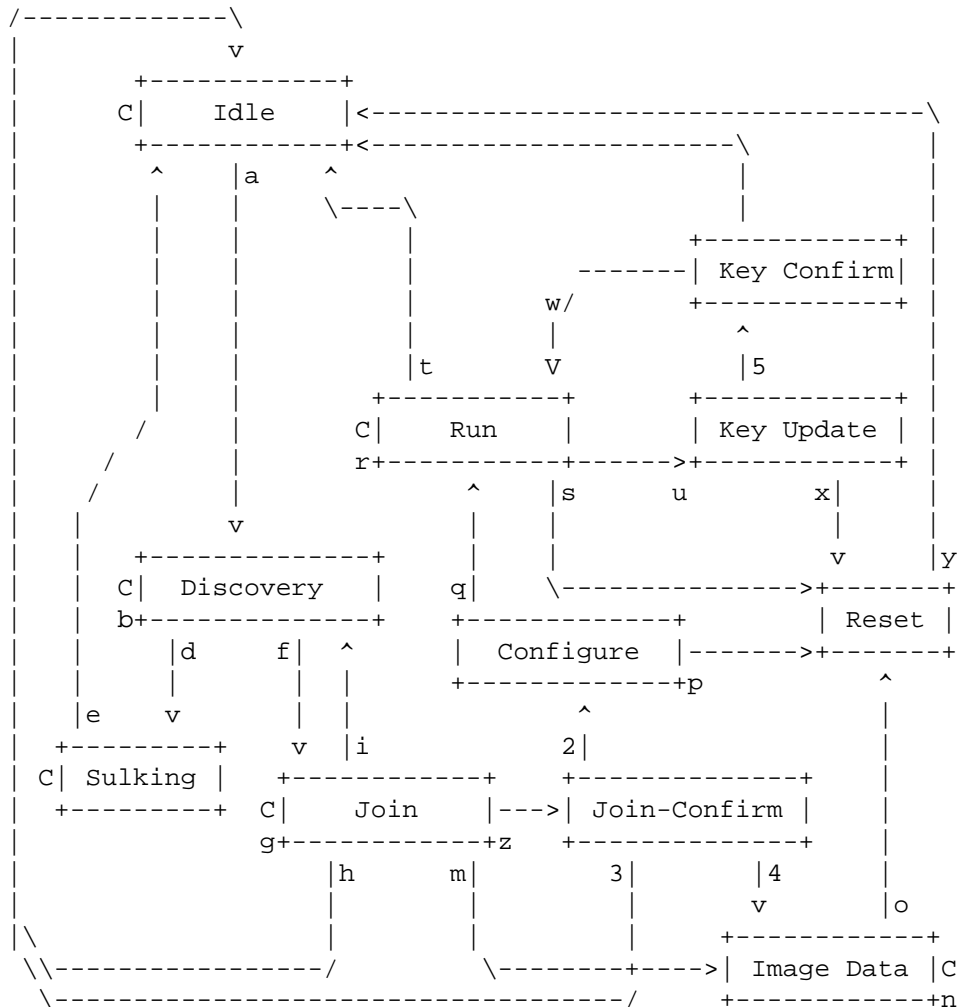 /-------------\
|             v
|       +------------+
|      C|    Idle    |<-----------------------------------\
|       +------------+<-----------------------\           |
|        ^    |a    ^                         |           |
|        |    |     \----\                    |           |
|        |    |          |                 +-------------+|
|        |    |          |          -------| Key Confirm||
|        |    |          |        w/       +-------------+|
|        |    |          |        |           ^           |
|        |    |          |t       V           |5          |
|        |    |        +------------+      +-------------+|
|       /     |       C|    Run     |      | Key Update ||
|     /       |       r+------------+----->+-------------+|
|    /        |             ^     |s      u        x|     |
|   |         v             |     |                 |     |
|   |   +--------------+    |     |                 v     |y
|   |  C|  Discovery   |   q|     \--------------->+-------+
|   |  b+--------------+   +-------------+        | Reset |
|   |     |d     f|  ^     |  Configure  |------->+-------+
|   |     |       |  |     +-------------+p           ^
|   |e    v       |  |             ^                  |
|  +---------+    v  |i           2|                  |
| C| Sulking |   +------------+    +--------------+   |
|  +---------+  C|    Join    |--->| Join-Confirm |   |
|               g+------------+z   +--------------+   |
|                  |h      m|          3|       |4    |
|                  |        |           |       v     |o
|\                 |        |           |     +------------+
| \\----------------/       \--------+---->| Image Data |C
 \----------------------------------/      +------------+n